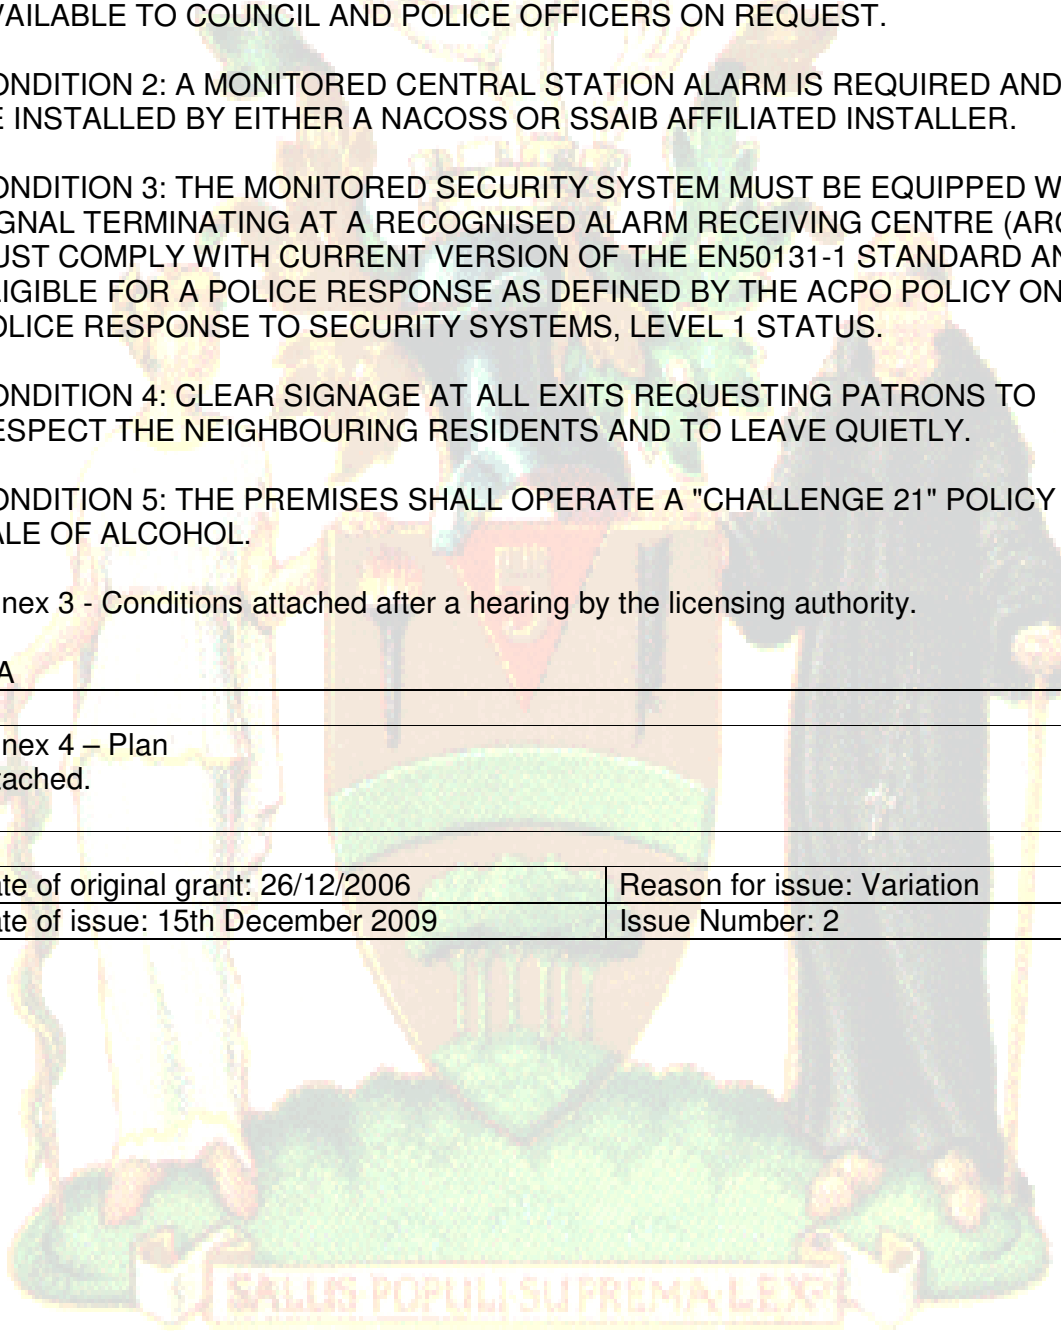 VAILABLE TO COUNCIL AND POLICE OFFICERS ON REQUEST.
ONDITION 2: A MONITORED CENTRAL STATION ALARM IS REQUIRED AND
E INSTALLED BY EITHER A NACOSS OR SSAIB AFFILIATED INSTALLER.
ONDITION 3: THE MONITORED SECURITY SYSTEM MUST BE EQUIPPED W
IGNAL TERMINATING AT A RECOGNISED ALARM RECEIVING CENTRE (ARC
UST COMPLY WITH CURRENT VERSION OF THE EN50131-1 STANDARD AN
LIGIBLE FOR A POLICE RESPONSE AS DEFINED BY THE ACPO POLICY ON
OLICE RESPONSE TO SECURITY SYSTEMS, LEVEL 1 STATUS.
ONDITION 4: CLEAR SIGNAGE AT ALL EXITS REQUESTING PATRONS TO
ESPECT THE NEIGHBOURING RESIDENTS AND TO LEAVE QUIETLY.
ONDITION 5: THE PREMISES SHALL OPERATE A "CHALLENGE 21" POLICY
ALE OF ALCOHOL.
nex 3 - Conditions attached after a hearing by the licensing authority.
A
nex 4 – Plan
tached.
ate of original grant: 26/12/2006 Reason for issue: Variation
ate of issue: 15th December 2009 Issue Number: 2
SALUS POPULI SUPREMA LEX